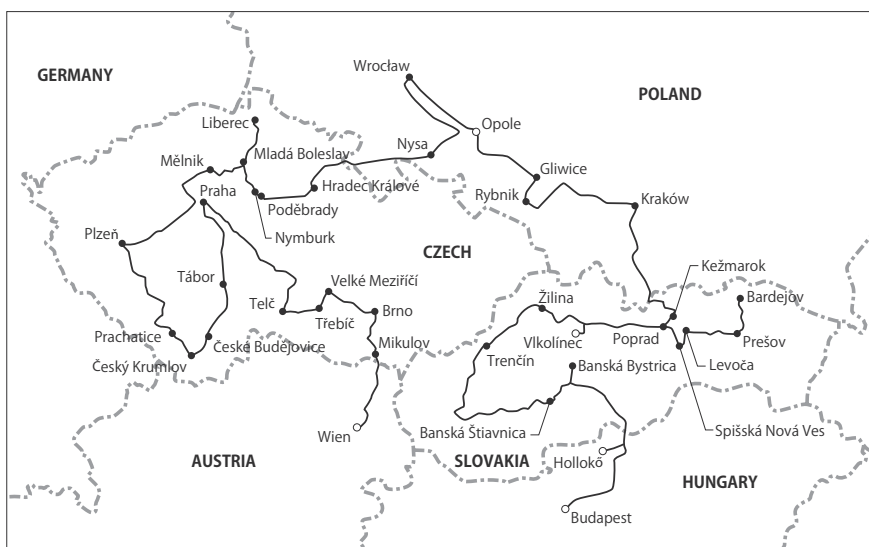 Wrocław
GERMANY
POLAND
Liberec
Opole
Nysa
Mladá Boleslav
Mělnik
Gliwice
Praha
Hradec Králové
Rybnik
Kraków
Poděbrady
Plzeň
Nymburk
CZECH
Kežmarok
Tábor
Velké Meziříčí
Bardejov
Žilina
Telč
Brno
Třebíč
Vlkolínec
Poprad
Prachatice
České Budějovice
Mikulov
Prešov
Trenčín
Banská Bystrica
Levoča
Český Krumlov
Wien
Banská Štiavnica
Spišská Nová Ves
AUSTRIA
SLOVAKIA
Hollokő
HUNGARY
Budapest